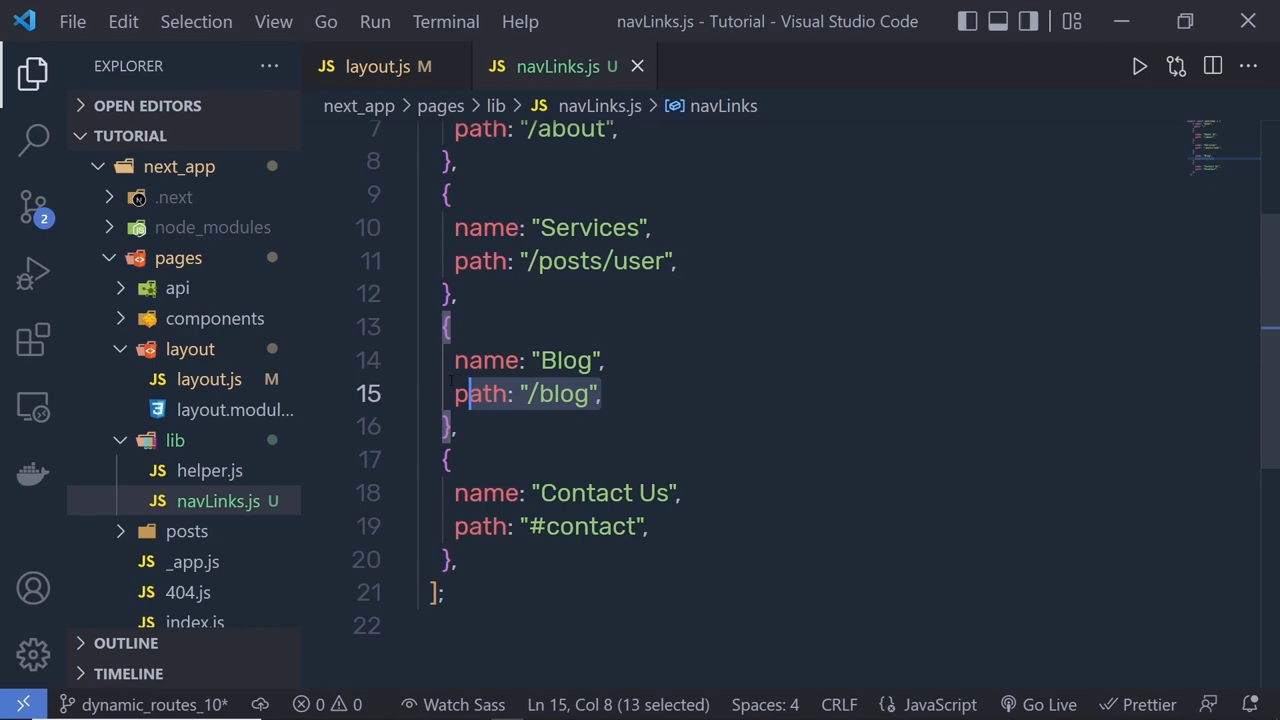 File Edit Selection View Go Run Terminal Help navLinks.js - Tutorial - Visual Studio Code
EXPLORER
JS layout.js M
JS navLinks.js U
OPEN EDITORS
next_app > pages > lib > JS navLinks.js > navLinks
TUTORIAL
next_app
.next
node_modules
pages
api
components
layout
JS layout.js M
layout.modul...
lib
JS helper.js
JS navLinks.js U
posts
JS _app.js
JS 404.js
JS index.js
OUTLINE
TIMELINE
2
7 path: "/about",
8 },
9 {
10 name: "Services",
11 path: "/posts/user",
12 },
13 {
14 name: "Blog",
15 path: "/blog",
16 },
17 {
18 name: "Contact Us",
19 path: "#contact",
20 },
21 ];
22
dynamic_routes_10* 0 0 Watch Sass Ln 15, Col 8 (13 selected) Spaces: 4 CRLF JavaScript Go Live Prettier